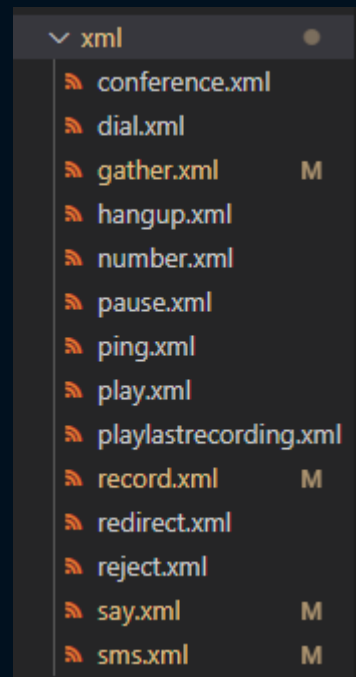 xml
conference.xml
dial.xml
gather.xml M
hangup.xml
number.xml
pause.xml
ping.xml
play.xml
playlastrecording.xml
record.xml M
redirect.xml
reject.xml
say.xml M
sms.xml M